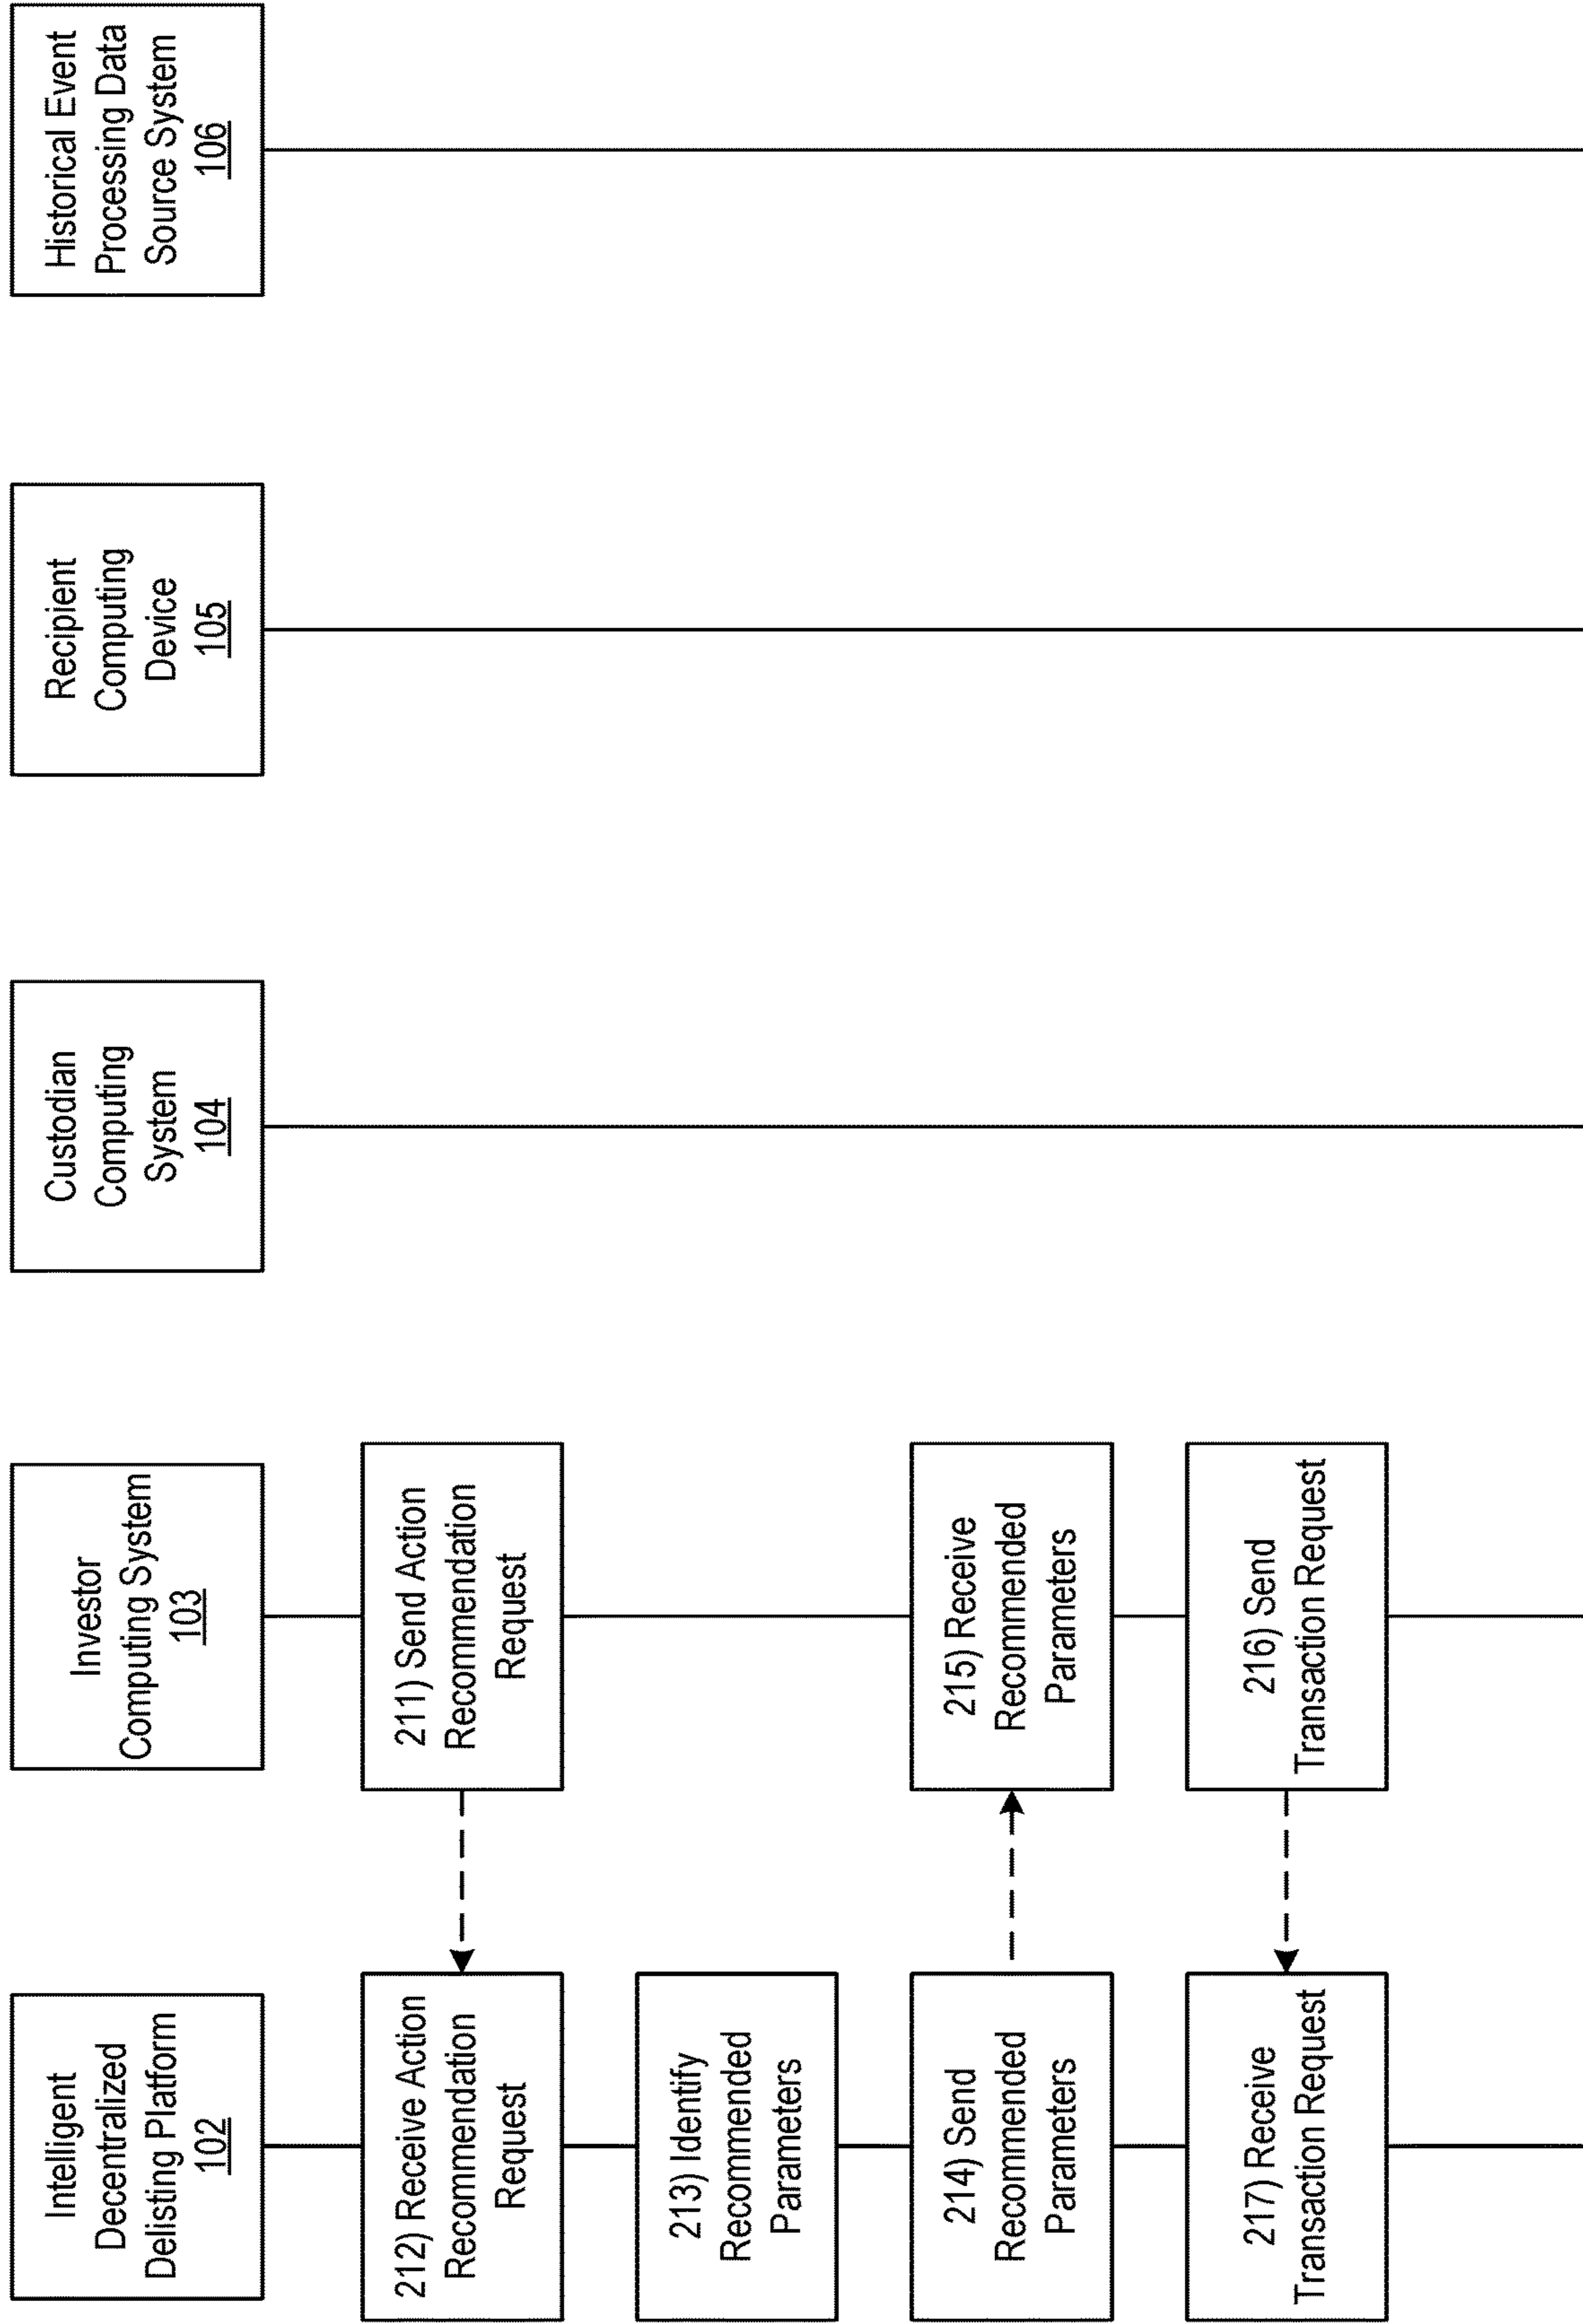 Intelligent
Decentralized
Delisting Platform
102
Investor
Computing System
103
Custodian
Computing
System
104
Recipient
Computing
Device
105
Historical Event
Processing Data
Source System
106
211) Send Action
Recommendation
Request
212) Receive Action
Recommendation
Request
213) Identify
Recommended
Parameters
214) Send
Recommended
Parameters
215) Receive
Recommended
Parameters
216) Send
Transaction Request
217) Receive
Transaction Request